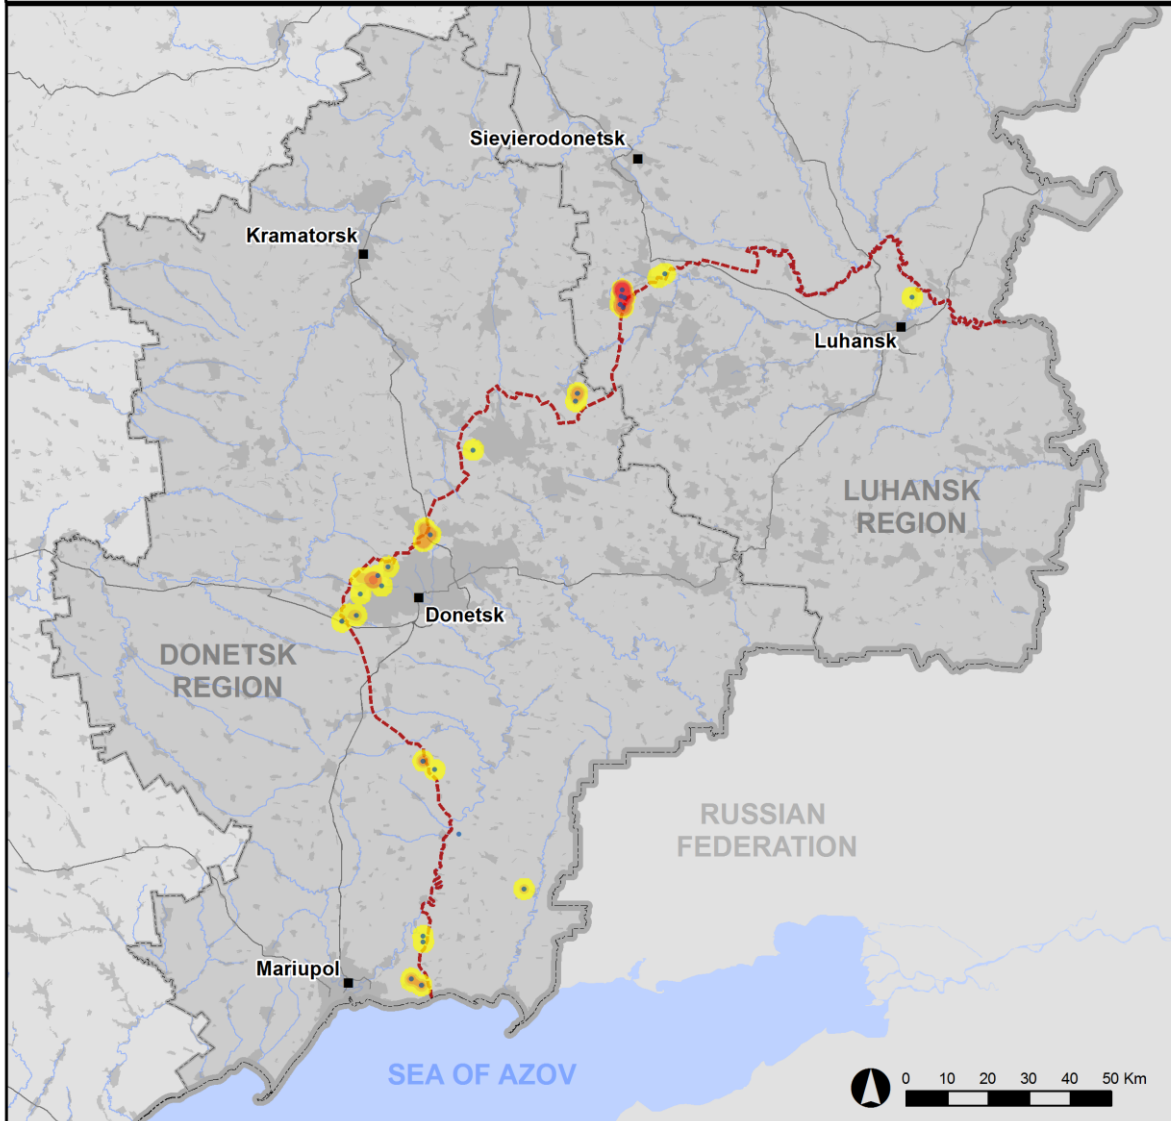 Sievierodonetsk
Kramatorsk
Luhansk
LUHANSK
REGION
Donetsk
DONETSK
REGION
RUSSIAN
FEDERATION
Mariupol
SEA OF AZOV
0 10 20 30 40 50 Km